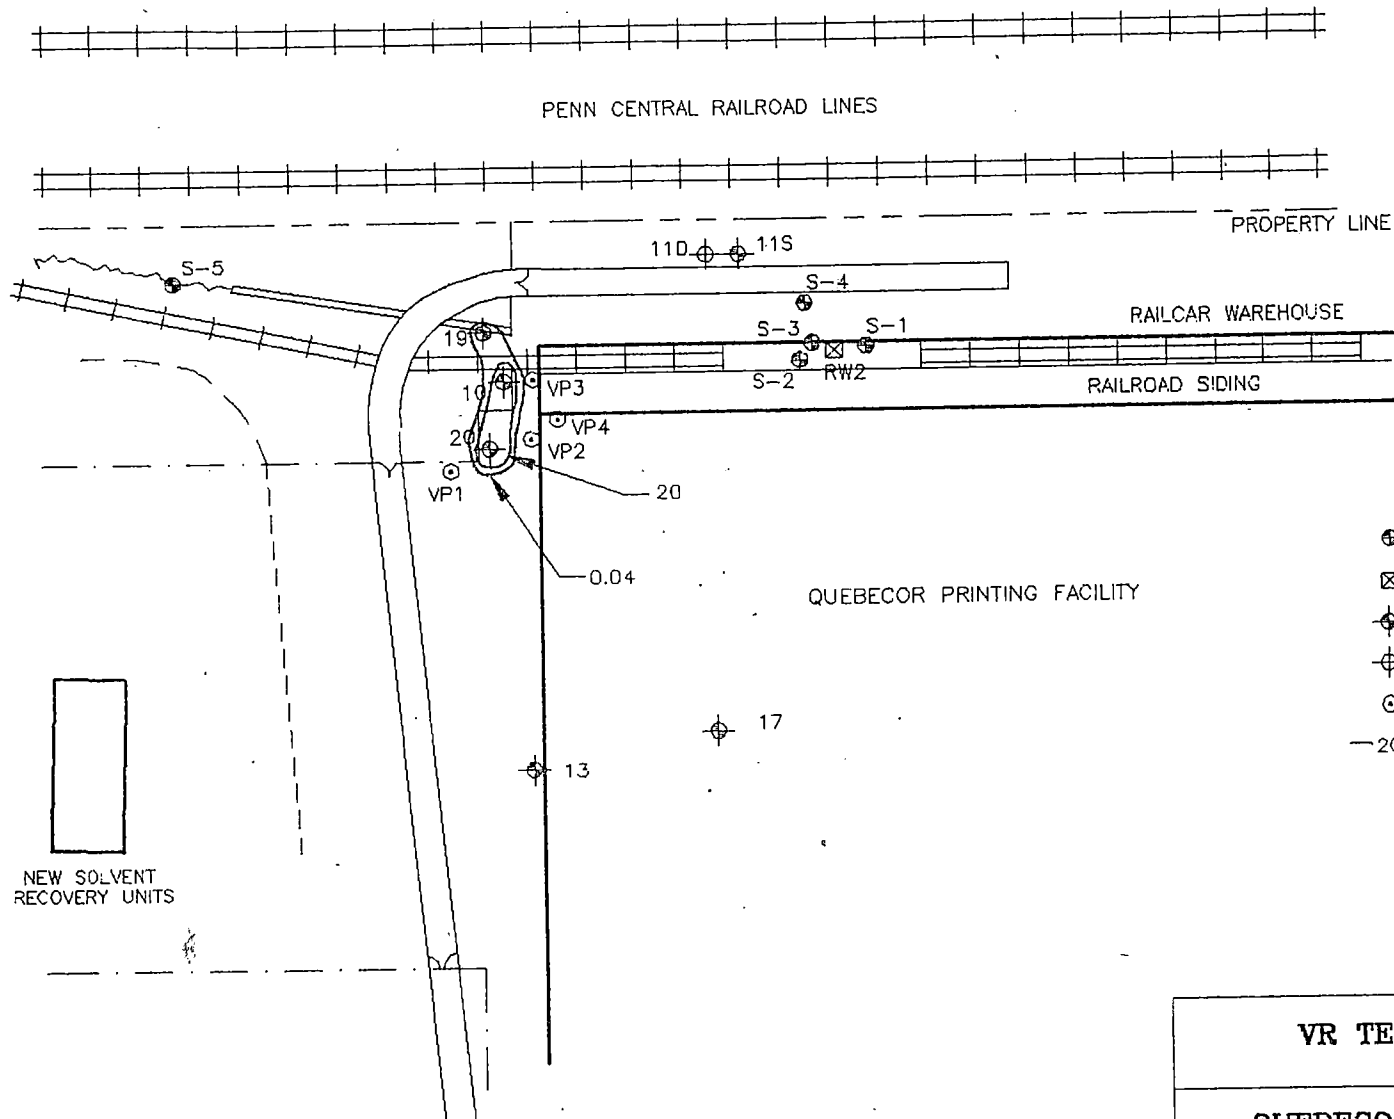 PENN CENTRAL RAILROAD LINES
PROPERTY LINE
11D
11S
S-5
S-4
RAILCAR WAREHOUSE
S-3
S-1
19
S-2
RW2
RAILROAD SIDING
10
VP3
VP4
20
VP2
VP1
20
0.04
QUEBECOR PRINTING FACILITY
17
20
13
NEW SOLVENT
RECOVERY UNITS
VR TE